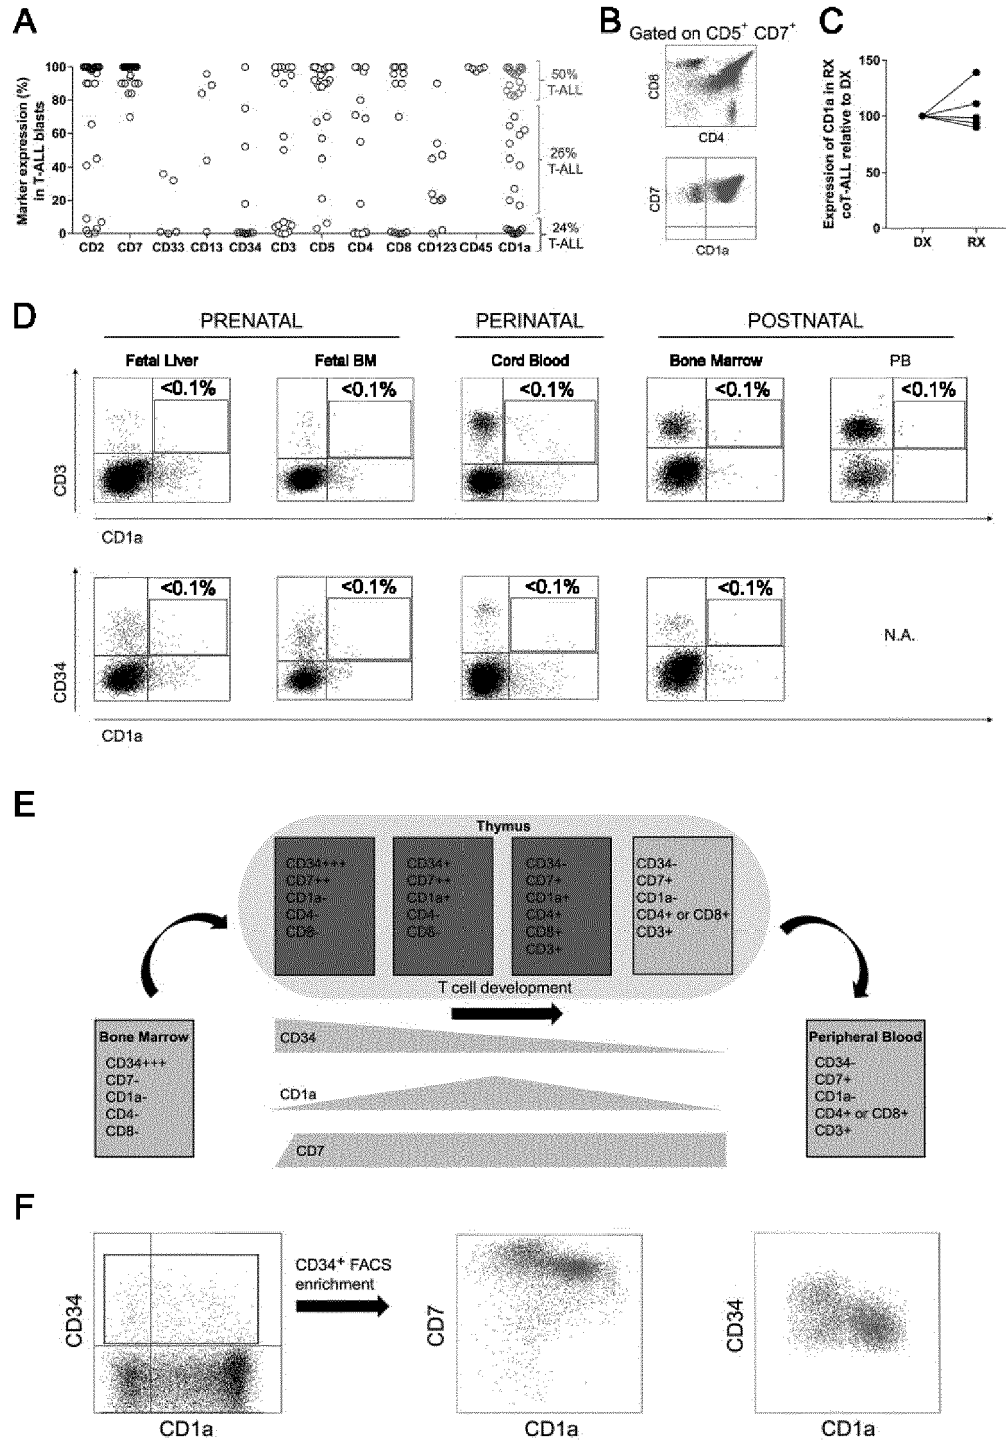 A
Marker expression (%)
in T-ALL blasts
100
80
60
40
20
0
CD2 CD7 CD33 CD13 CD34 CD3 CD5 CD4 CD8 CD123 CD45 CD1a
50%
T-ALL
26%
T-ALL
24%
T-ALL
B
Gated on CD5+ CD7+
CD8
CD4
CD7
CD1a
C
Expression of CD1a in RX
coT-ALL relative to DX
150
100
50
0
DX RX
D
PRENATAL PERINATAL POSTNATAL
Fetal Liver Fetal BM Cord Blood Bone Marrow PB
<0.1% <0.1% <0.1% <0.1% <0.1%
CD3
CD1a
<0.1% <0.1% <0.1% <0.1%
N.A.
CD34
CD1a
E
Thymus
CD34+++
CD7++
CD1a-
CD4-
CD8-
CD34+
CD7++
CD1a+
CD4-
CD8-
CD34-
CD7+
CD1a+
CD4+
CD8+
CD3+
CD34-
CD7+
CD1a-
CD4+ or CD8+
CD3+
T cell development
Bone Marrow
CD34+++
CD7-
CD1a-
CD4-
CD8-
CD34
CD1a
CD7
Peripheral Blood
CD34-
CD7+
CD1a-
CD4+ or CD8+
CD3+
F
CD34
CD1a
CD34+ FACS
enrichment
CD7
CD1a
CD34
CD1a